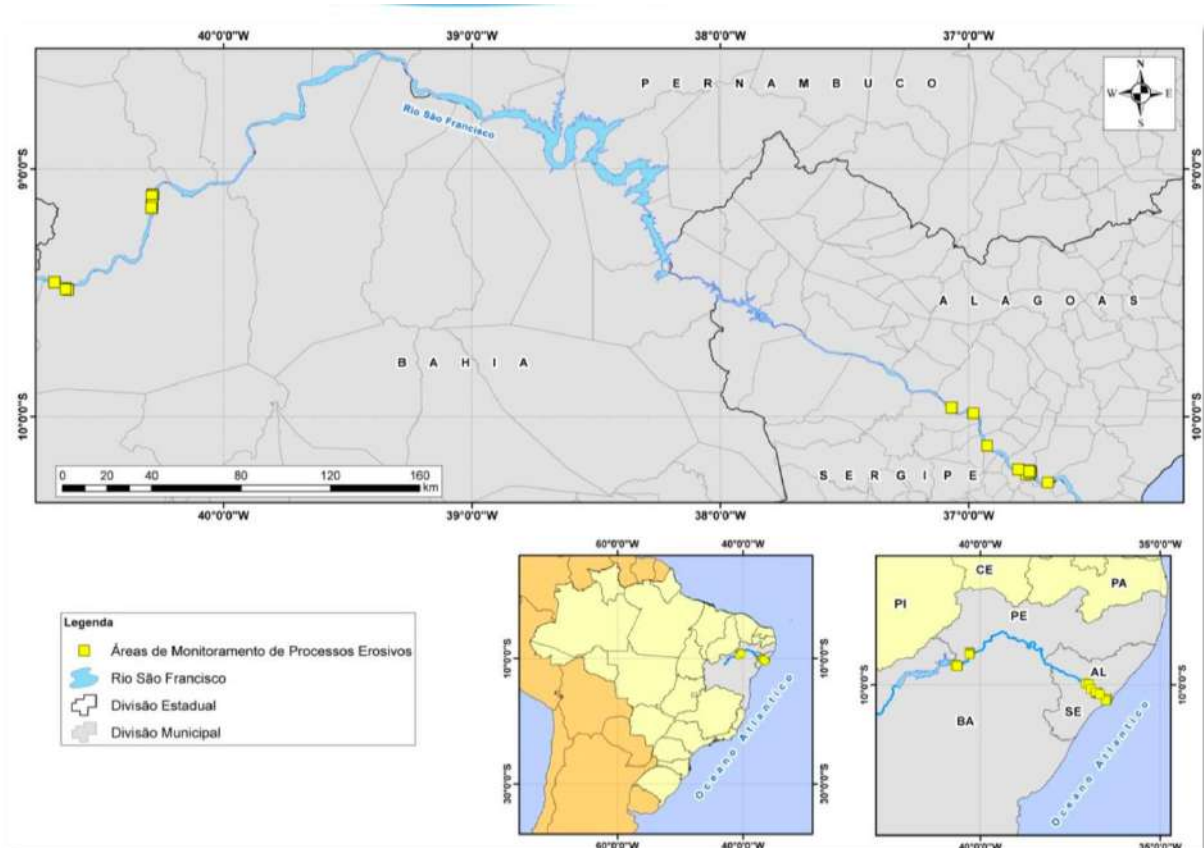 40°0'0"W 39°0'0"W 38°0'0"W 37°0'0"W
P E R N A M B U C O
N
W E
S
Rio São Francisco
9°0'0"S 9°0'0"S
A L A G O A S
B A H I A
10°0'0"S 10°0'0"S
S E R G I P E
0 20 40 80 120 160
km
40°0'0"W 39°0'0"W 38°0'0"W 37°0'0"W
Legenda
Áreas de Monitoramento de Processos Erosivos
Rio São Francisco
Divisão Estadual
Divisão Municipal
60°0'0"W 40°0'0"W
10°0'0"S 10°0'0"S
Oceano Atlântico
30°0'0"S 30°0'0"S
60°0'0"W 40°0'0"W
40°0'0"W 35°0'0"W
CE
PI PA
PE
AL
10°0'0"S 10°0'0"S
SE
BA
Oceano Atlântico
40°0'0"W 35°0'0"W